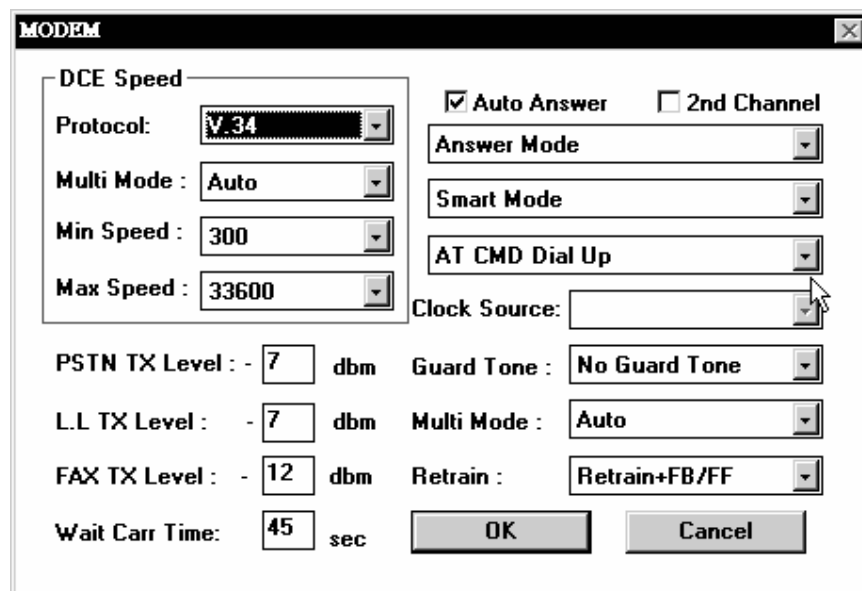 MODEM
DCE Speed
Protocol: V.34
Multi Mode : Auto
Min Speed : 300
Max Speed : 33600
Auto Answer 2nd Channel
Answer Mode
Smart Mode
AT CMD Dial Up
Clock Source:
PSTN TX Level : - 7 dbm
L.L TX Level : - 7 dbm
FAX TX Level : - 12 dbm
Wait Carr Time: 45 sec
Guard Tone : No Guard Tone
Multi Mode : Auto
Retrain : Retrain+FB/FF
OK Cancel